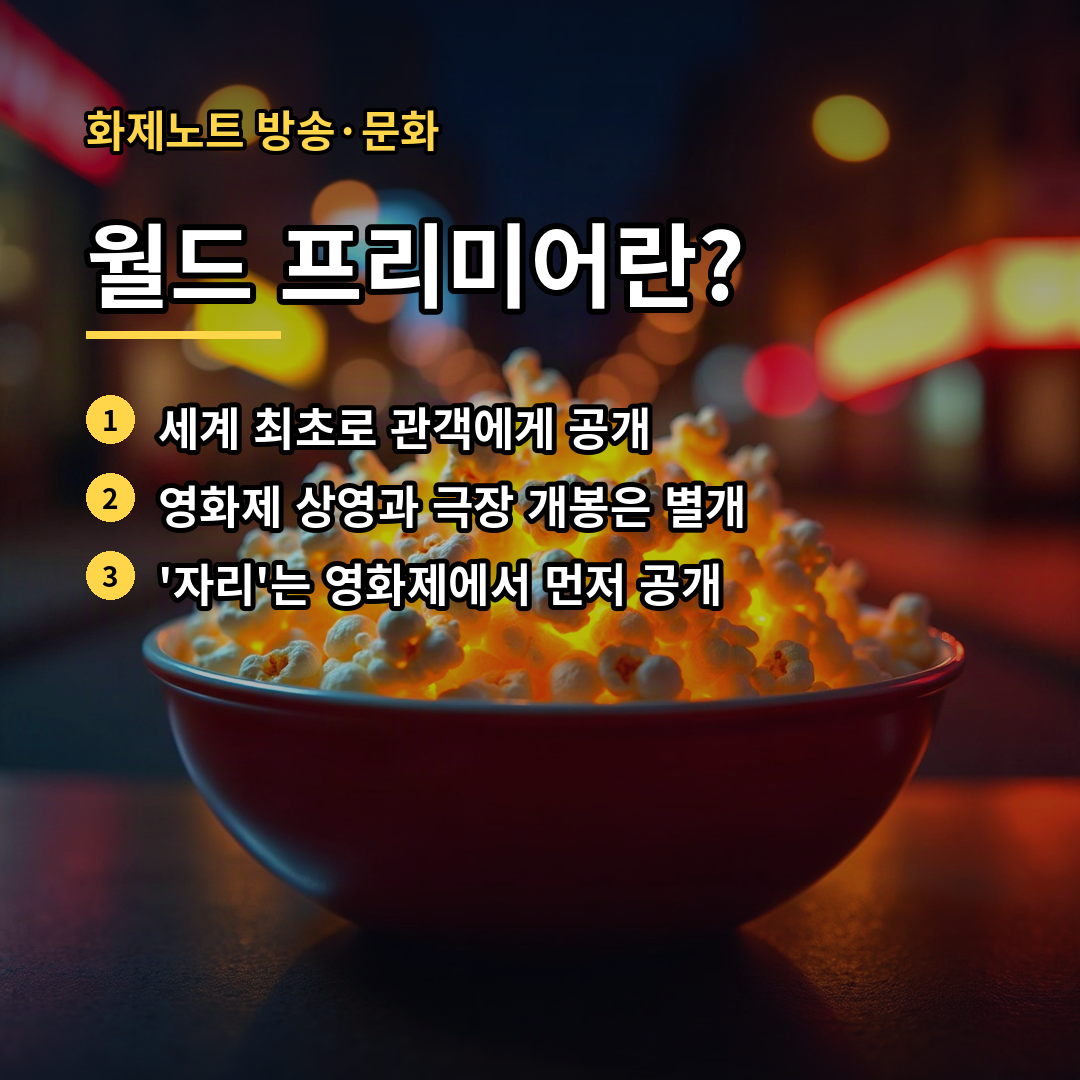 화제노트 방송·문화
월드 프리미어란?
1 세계 최초로 관객에게 공개
2 영화제 상영과 극장 개봉은 별개
3 '자리'는 영화제에서 먼저 공개